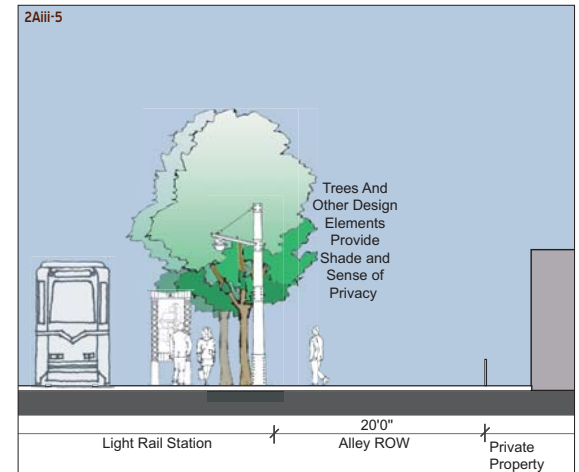 2Aiii-5
Trees And
Other Design
Elements
Provide
Shade and
Sense of
Privacy
20'0"
Light Rail Station
Alley ROW
Private
Property